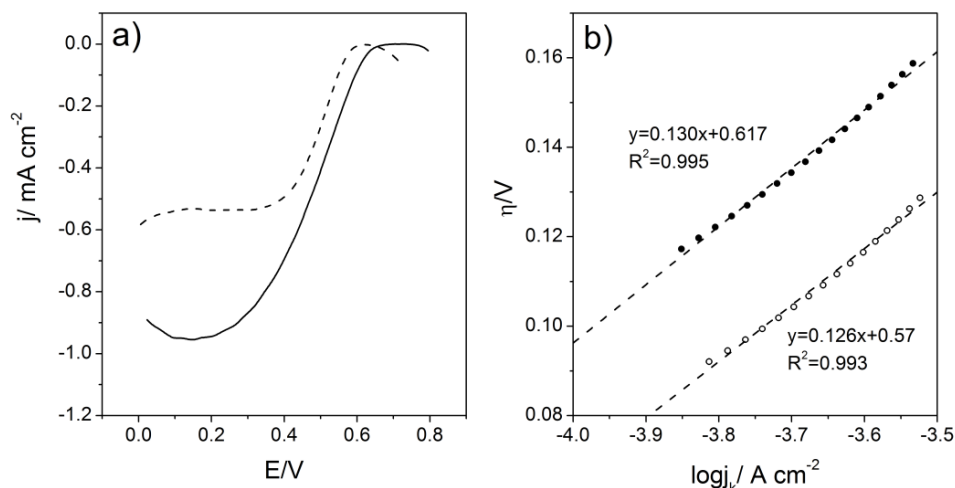 a)
0.0
-0.2
-0.4
-0.6
-0.8
-1.0
-1.2
j/ mA cm⁻²
0.0 0.2 0.4 0.6 0.8
E/V
b)
0.16
0.14
0.12
0.10
0.08
η/V
y=0.130x+0.617
R²=0.995
y=0.126x+0.57
R²=0.993
-4.0 -3.9 -3.8 -3.7 -3.6 -3.5
logjₖ/ A cm⁻²